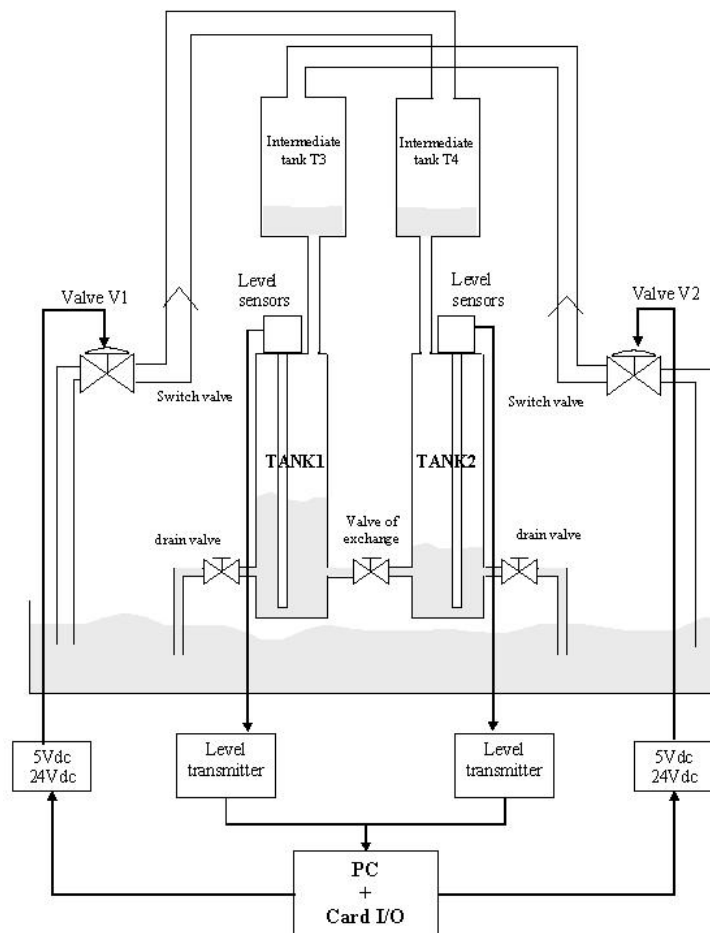 Intermediate
tank T3
Intermediate
tank T4
Level
sensors
Level
sensors
Valve V1
Valve V2
Switch valve
Switch valve
TANK1
TANK2
Valve of
exchange
drain valve
drain valve
5Vdc
24Vdc
Level
transmitter
Level
transmitter
5Vdc
24Vdc
PC
+
Card I/O